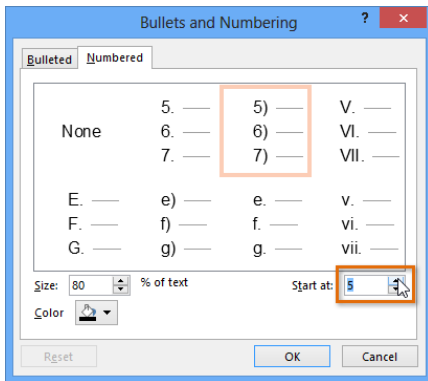 Bullets and Numbering ? ×
Bulleted Numbered
None
5.
6.
7.
5)
6)
7)
V.
VI.
VII.
E.
F.
G.
e)
f)
g)
e.
f.
g.
v.
vi.
vii.
Size: 80 % of text Start at: 5
Color
Reset OK Cancel